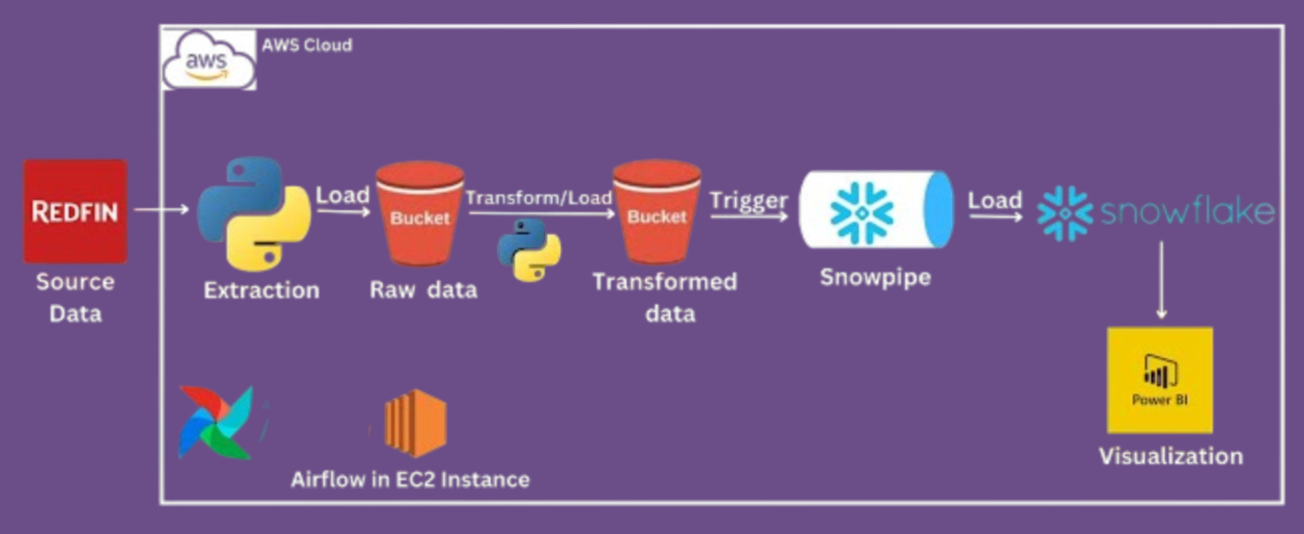 aws
AWS Cloud
REDFIN
Source
Data
Extraction
Load
Bucket
Raw data
Transform/Load
Bucket
Transformed
data
Trigger
Snowpipe
Load
snowflake
Power BI
Visualization
Airflow in EC2 Instance